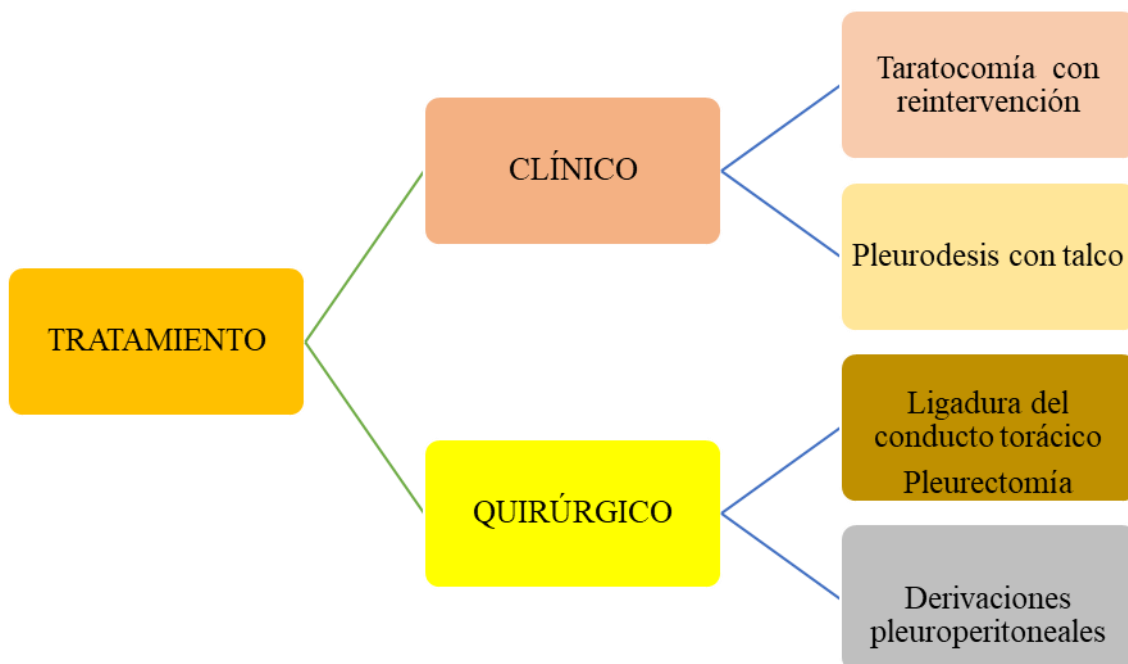 TRATAMIENTO
CLÍNICO
Taratocomía con
reintervención
Pleurodesis con talco
QUIRÚRGICO
Ligadura del
conducto torácico
Pleurectomía
Derivaciones
pleuroperitoneales